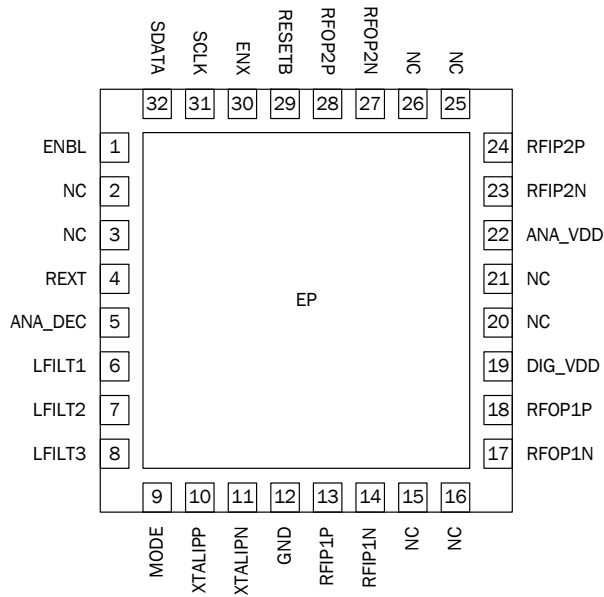 SDATA
SCLK
ENX
RESETB
RFOP2P
RFOP2N
NC
NC
32
31
30
29
28
27
26
25
ENBL 1
NC 2
NC 3
REXT 4
ANA_DEC 5
LFILT1 6
LFILT2 7
LFILT3 8
EP
24 RFIP2P
23 RFIP2N
22 ANA_VDD
21 NC
20 NC
19 DIG_VDD
18 RFOP1P
17 RFOP1N
9
10
11
12
13
14
15
16
MODE
XTALIPP
XTALIPN
GND
RFIP1P
RFIP1N
NC
NC